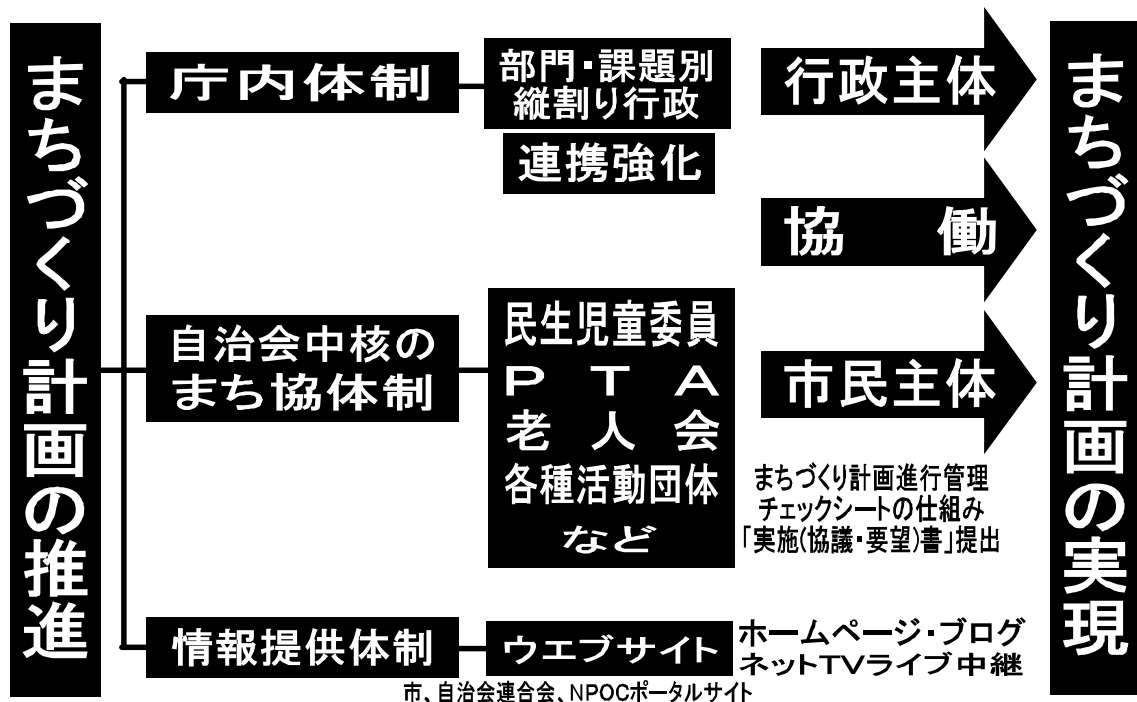 まちづくり計画の推進
庁内体制
部門・課題別
縦割り行政
連携強化
行政主体
協働
自治会中核の
まち協体制
民生児童委員
PTA
老人会
各種活動団体
など
市民主体
まちづくり計画進行管理
チェックシートの仕組み
「実施(協議・要望)書」提出
情報提供体制
ウエブサイト
ホームページ・ブログ
ネットTVライブ中継
市、自治会連合会、NPOCポータルサイト
まちづくり計画の実現